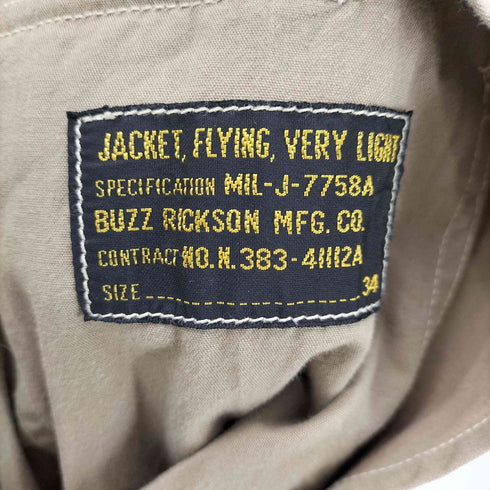 JACKET, FLYING, VERY LIGHT
SPECIFICATION MIL-J-7758A
BUZZ RICKSON MFG. CO.
CONTRACT NO.N. 383-41112A
SIZE 34